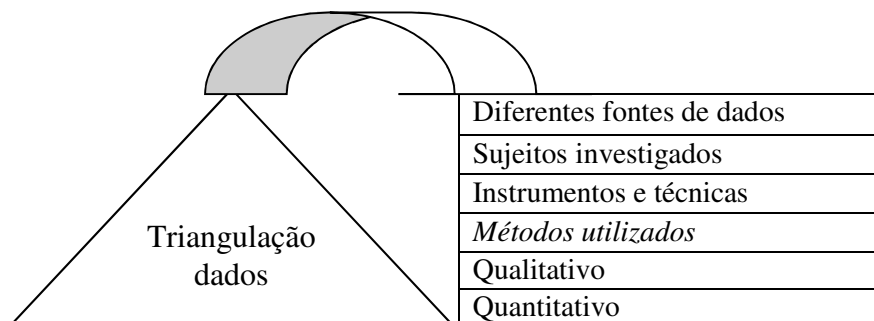 Triangulação
dados
Diferentes fontes de dados
Sujeitos investigados
Instrumentos e técnicas
Métodos utilizados
Qualitativo
Quantitativo